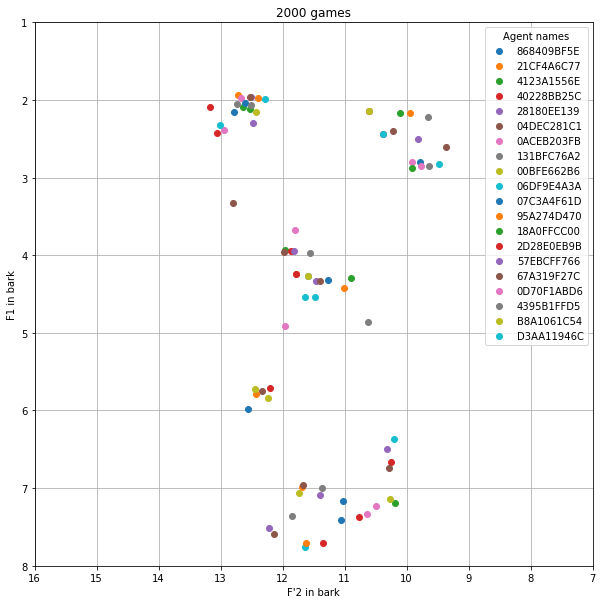 2000 games
Agent names
868409BF5E
21CF4A6C77
4123A1556E
40228BB25C
28180EE139
04DEC281C1
0ACEB203FB
131BFC76A2
00BFE662B6
06DF9E4A3A
07C3A4F61D
95A274D470
18A0FFCC00
2D28E0EB9B
57EBCFF766
67A319F27C
0D70F1ABD6
4395B1FFD5
B8A1061C54
D3AA11946C
1
2
3
4
5
6
7
8
F1 in bark
16 15 14 13 12 11 10 9 8 7
F'2 in bark